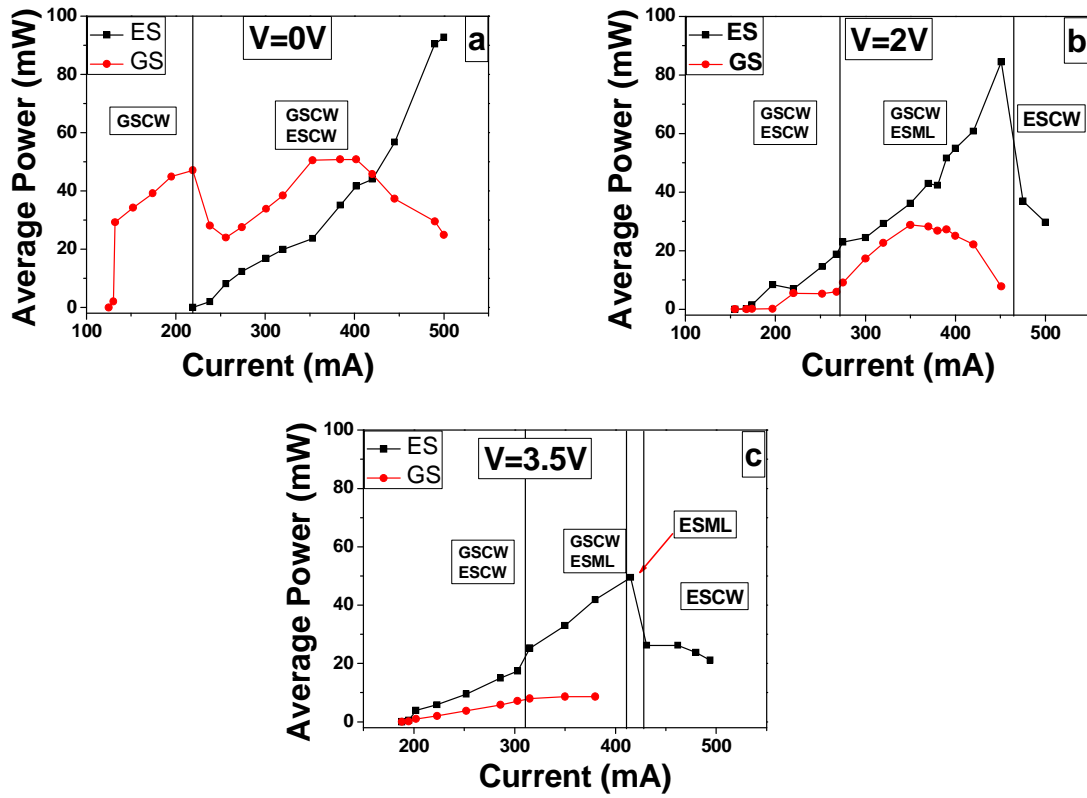 ES
GS
V=0V
a
GSCW
GSCW
ESCW
Average Power (mW)
100
80
60
40
20
0
100
200
300
400
500
Current (mA)
ES
GS
V=2V
b
GSCW
ESCW
GSCW
ESML
ESCW
Average Power (mW)
100
80
60
40
20
0
100
200
300
400
500
Current (mA)
ES
GS
V=3.5V
c
GSCW
ESCW
GSCW
ESML
ESML
ESCW
Average Power (mW)
100
80
60
40
20
0
200
300
400
500
Current (mA)